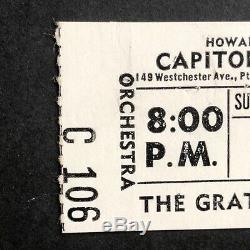 HOWA
CAPITO
149 Westchester Ave., Pt
SU
8:00
P.M.
THE GRAT
ORCHESTRA
C 106